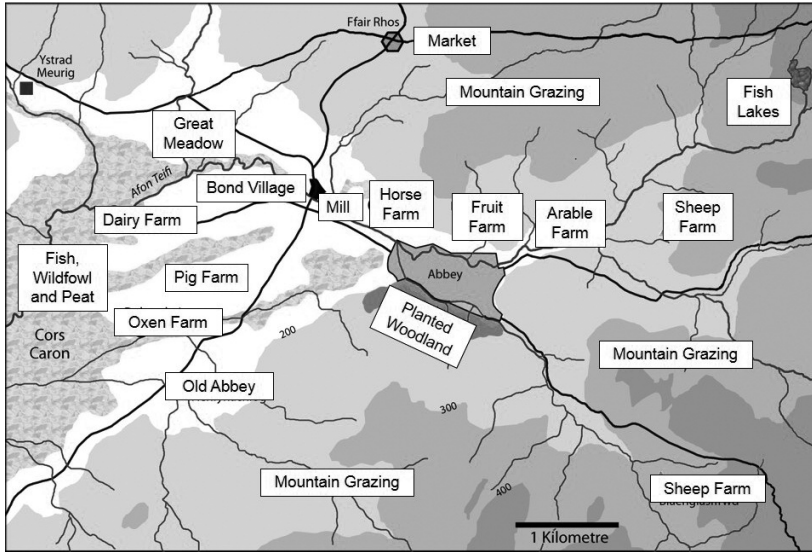 Ffair Rhos
Market
Ystrad
Meurig
Mountain Grazing
Fish
Lakes
Great
Meadow
Afon Teifi
Bond Village
Mill
Horse
Farm
Fruit
Farm
Arable
Farm
Sheep
Farm
Dairy Farm
Fish,
Wildfowl
and Peat
Pig Farm
Abbey
Planted
Woodland
Oxen Farm
Cors
Caron
200
Mountain Grazing
Old Abbey
300
Mountain Grazing
400
Sheep Farm
1 Kilometre